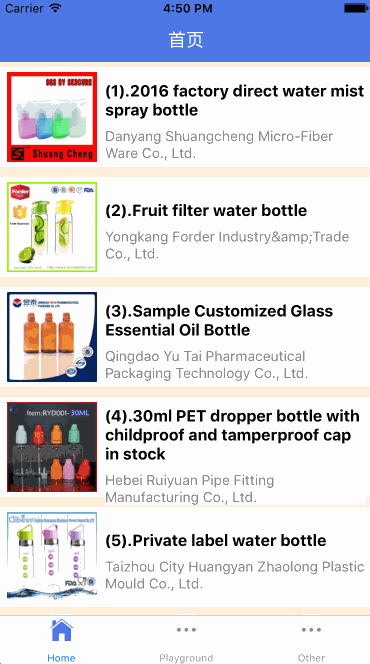 Carrier 4:50 PM
首页
SGS BY SERCURE
Shuang Cheng
(1).2016 factory direct water mist
spray bottle
Danyang Shuangcheng Micro-Fiber
Ware Co., Ltd.
Forder
FDA
(2).Fruit filter water bottle
Yongkang Forder Industry&amp;Trade
Co., Ltd.
(3).Sample Customized Glass
Essential Oil Bottle
Qingdao Yu Tai Pharmaceutical
Packaging Technology Co., Ltd.
Item:RYD001-30ML
(4).30ml PET dropper bottle with
childproof and tamperproof cap
in stock
Hebei Ruiyuan Pipe Fitting
Manufacturing Co., Ltd.
FDA
(5).Private label water bottle
Taizhou City Huangyan Zhaolong Plastic
Mould Co., Ltd.
Home Playground Other